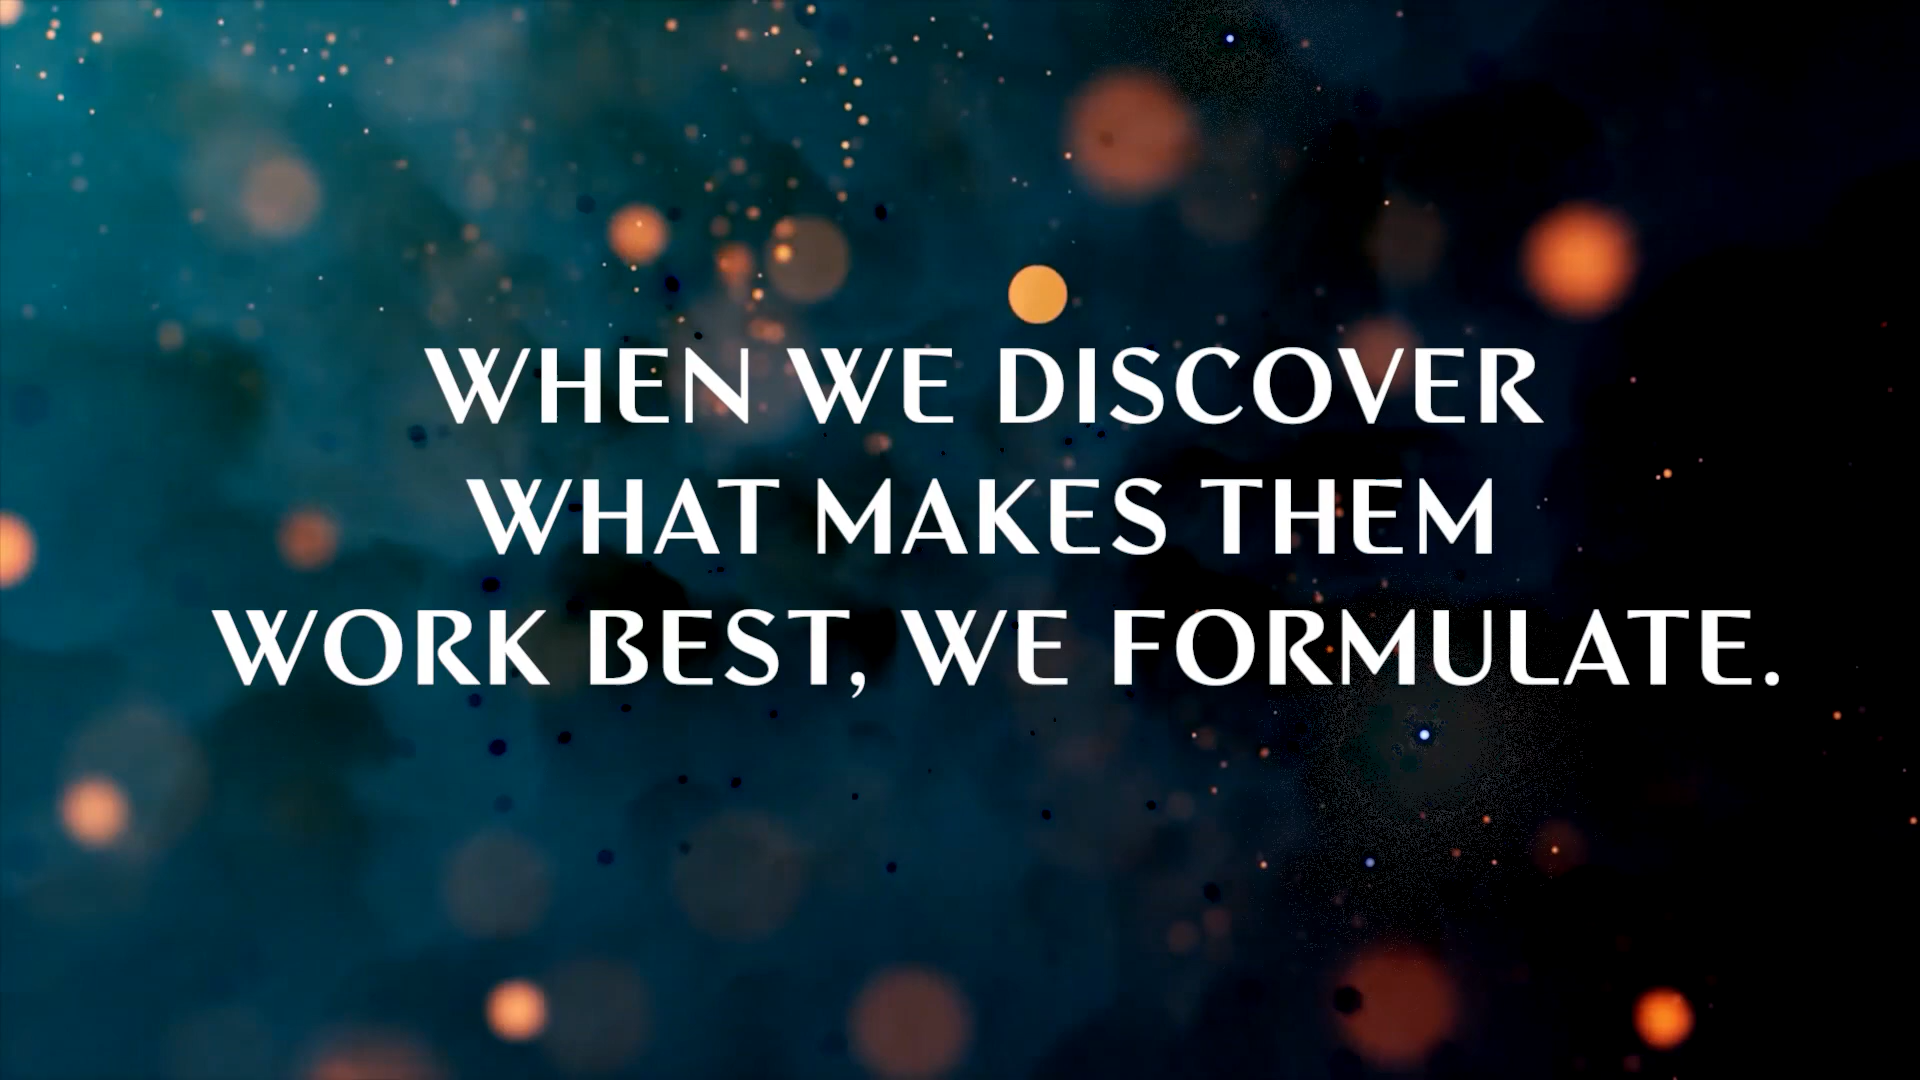 WHEN WE DISCOVER
WHAT MAKES THEM
WORK BEST, WE FORMULATE.